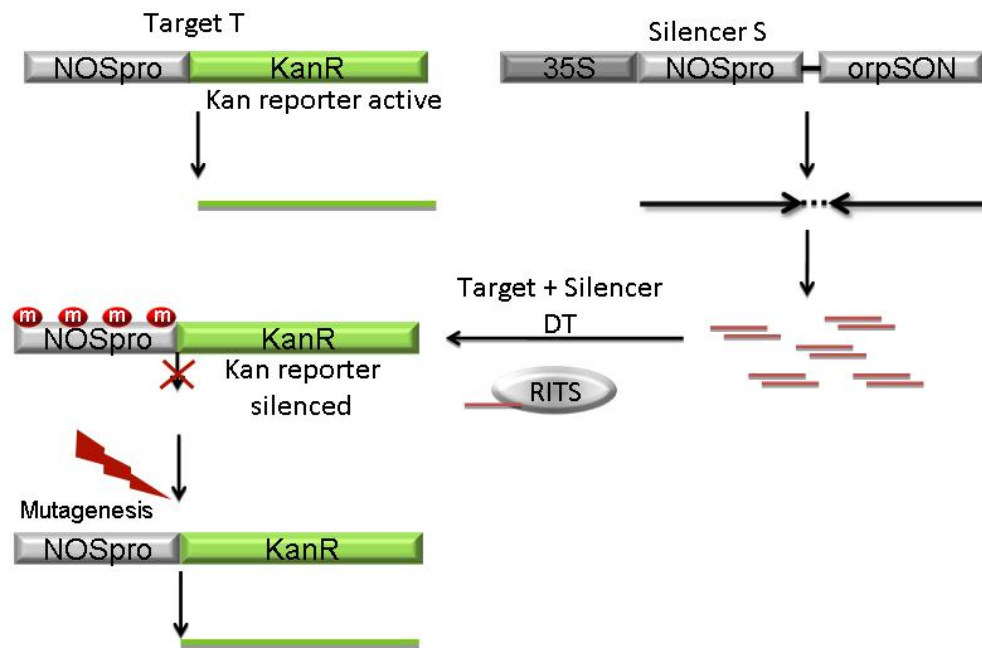 Target T
NOSpro KanR
Kan reporter active
Silencer S
35S NOSpro orpSON
Target + Silencer
DT
RITS
m m m m
NOSpro KanR
Kan reporter
silenced
Mutagenesis
NOSpro KanR